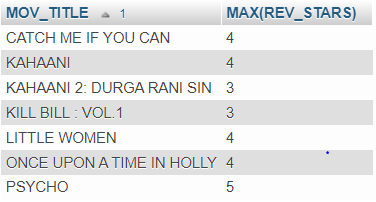 MOV_TITLE 1 MAX(REV_STARS)
CATCH ME IF YOU CAN 4
KAHAANI 4
KAHAANI 2: DURGA RANI SIN 3
KILL BILL : VOL.1 3
LITTLE WOMEN 4
ONCE UPON A TIME IN HOLLY 4
PSYCHO 5